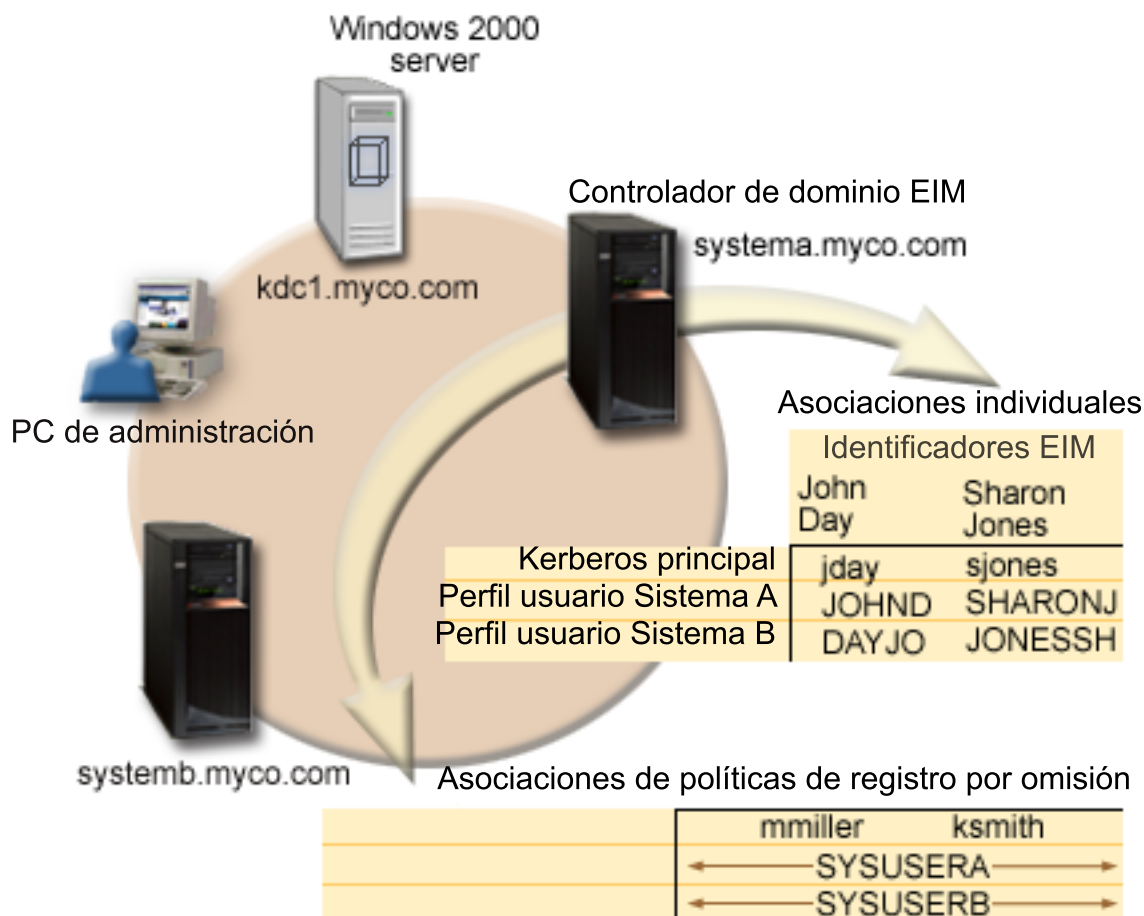 Windows 2000
server
Controlador de dominio EIM
systema.myco.com
kdc1.myco.com
PC de administración
Asociaciones individuales
Identificadores EIM
John Sharon
Day Jones
Kerberos principal jday sjones
Perfil usuario Sistema A JOHND SHARONJ
Perfil usuario Sistema B DAYJO JONESSH
systemb.myco.com
Asociaciones de políticas de registro por omisión
mmiller ksmith
SYSUSERA
SYSUSERB